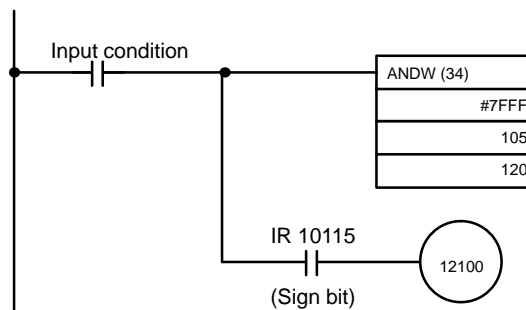 Input condition
ANDW (34)
#7FFF
105
120
IR 10115
12100
(Sign bit)